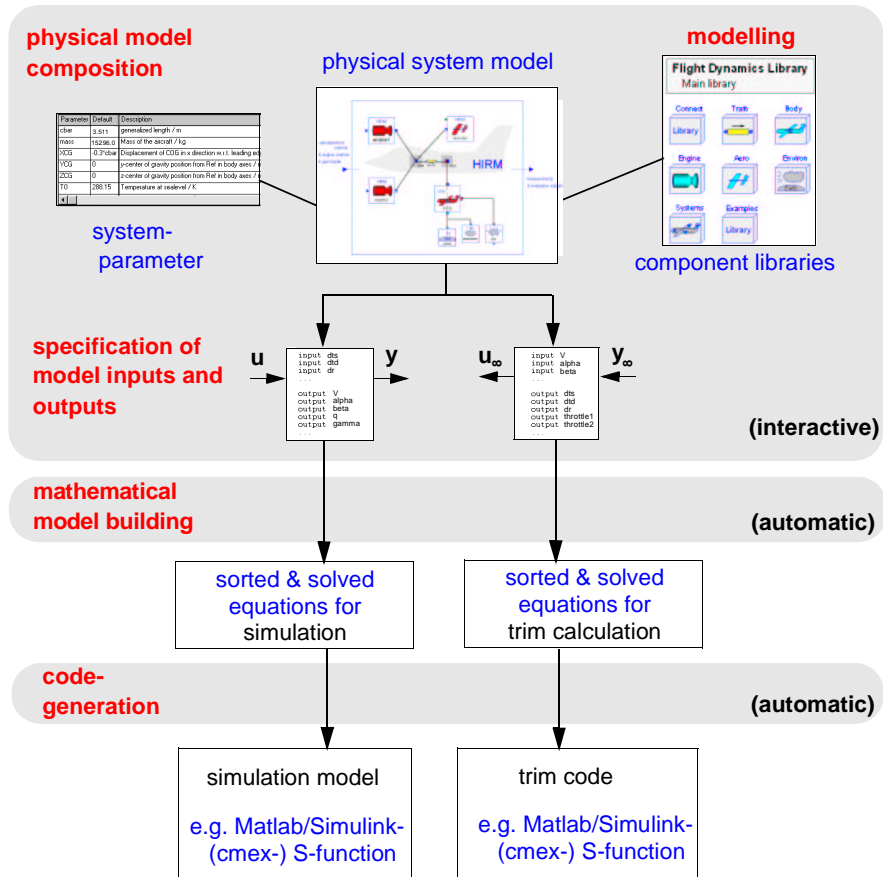 physical model
composition
physical system model
modelling
Flight Dynamics Library
Main library
Connect
Body
Library
Engine
Aero
Environ
Systems
Examples
Library
component libraries
Parameter Default Description
cbar 3.511 generalized length / m
mass 15296.0 Mass of the aircraft / kg
XCG -0.3*cbar Displacement of COG in x direction w.r.t. leading
YCG 0 y-center of gravity position from Ref in body axes /
ZCG 0 z-center of gravity position from Ref in body axes /
T0 288.15 Temperature at sealevel / K
system-
parameter
HIRM
specification of
model inputs and
outputs
u
input dts
input dtd
input dr
...
output V
output alpha
output beta
output q
output gamma
...
y
u∞
input V
input alpha
input beta
...
output dts
output dtd
output dr
output throttle1
output throttle2
...
y∞
(interactive)
mathematical
model building
(automatic)
sorted & solved
equations for
simulation
sorted & solved
equations for
trim calculation
code-
generation
(automatic)
simulation model
e.g. Matlab/Simulink-
(cmex-) S-function
trim code
e.g. Matlab/Simulink-
(cmex-) S-function